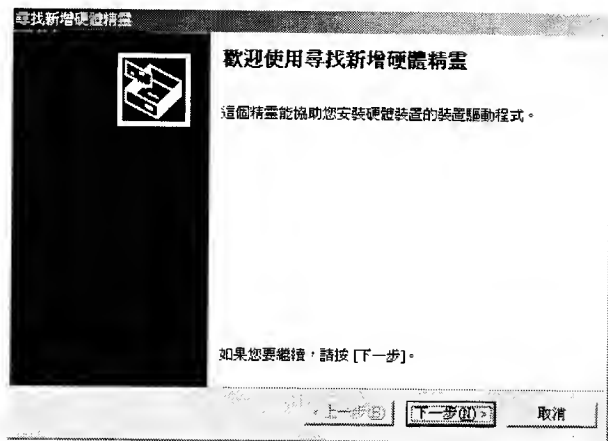 尋找新增硬體精靈
歡迎使用尋找新增硬體精靈
這個精靈能協助您安裝硬體裝置的裝置驅動程式。
如果您要繼續，請按 [下一步]。
< 上一步(B)
下一步(N) >
取消